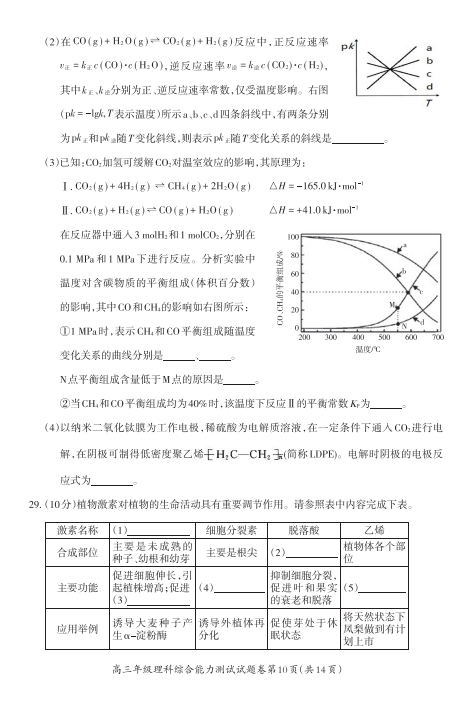 (2)在 CO(g)+H₂O(g)⇌CO₂(g)+H₂(g)反应中,正反应速率
v正=k正c(CO)·c(H₂O),逆反应速率v逆=k逆c(CO₂)·c(H₂),
其中k正、k逆分别为正、逆反应速率常数,仅受温度影响。右图
(pk=-lgk,T表示温度)所示a、b、c、d四条斜线中,有两条分别
为pk正和pk逆随T变化斜线,则表示pk正随T变化关系的斜线是________。
pk
a
b
c
d
T
(3)已知:CO₂加氢可缓解CO₂对温室效应的影响,其原理为:
Ⅰ.CO₂(g)+4H₂(g)⇌CH₄(g)+2H₂O(g) △H=-165.0 kJ·mol⁻¹
Ⅱ.CO₂(g)+H₂(g)⇌CO(g)+H₂O(g) △H=+41.0 kJ·mol⁻¹
在反应器中通入3 molH₂和1 molCO₂,分别在
0.1 MPa和1 MPa下进行反应。分析实验中
温度对含碳物质的平衡组成(体积百分数)
的影响,其中CO和CH₄的影响如右图所示:
①1 MPa时,表示CH₄和CO平衡组成随温度
变化关系的曲线分别是______、______。
N点平衡组成含量低于M点的原因是______。
CO、CH₄的平衡组成/%
100
80
60
40
20
0
a
b
c
d
M
N
200 300 400 500 600 700
温度/℃
②当CH₄和CO平衡组成均为40%时,该温度下反应Ⅱ的平衡常数Kp为______。
(4)以纳米二氧化钛膜为工作电极,稀硫酸为电解质溶液,在一定条件下通入CO₂进行电
解,在阴极可制得低密度聚乙烯⁅H₂C—CH₂⁆n(简称LDPE)。电解时阴极的电极反
应式为________。
29.(10分)植物激素对植物的生命活动具有重要调节作用。请参照表中内容完成下表。
激素名称 (1)________ 细胞分裂素 脱落酸 乙烯
合成部位 主要是未成熟的种子、幼根和幼芽 主要是根尖 (2)________ 植物体各个部位
主要功能 促进细胞伸长,引起植株增高;促进(3)________ (4)________ 抑制细胞分裂,促进叶和果实的衰老和脱落 (5)________
应用举例 诱导大麦种子产生α-淀粉酶 诱导外植体再分化 促使芽处于休眠状态 将天然状态下凤梨做到有计划上市
高三年级理科综合能力测试试题卷第10页(共14页)